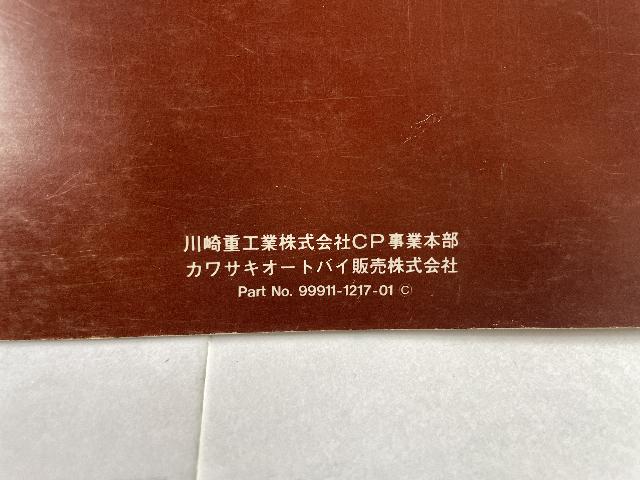 川崎重工業株式会社CP事業本部
カワサキオートバイ販売株式会社
Part No. 99911-1217-01 Ⓒ